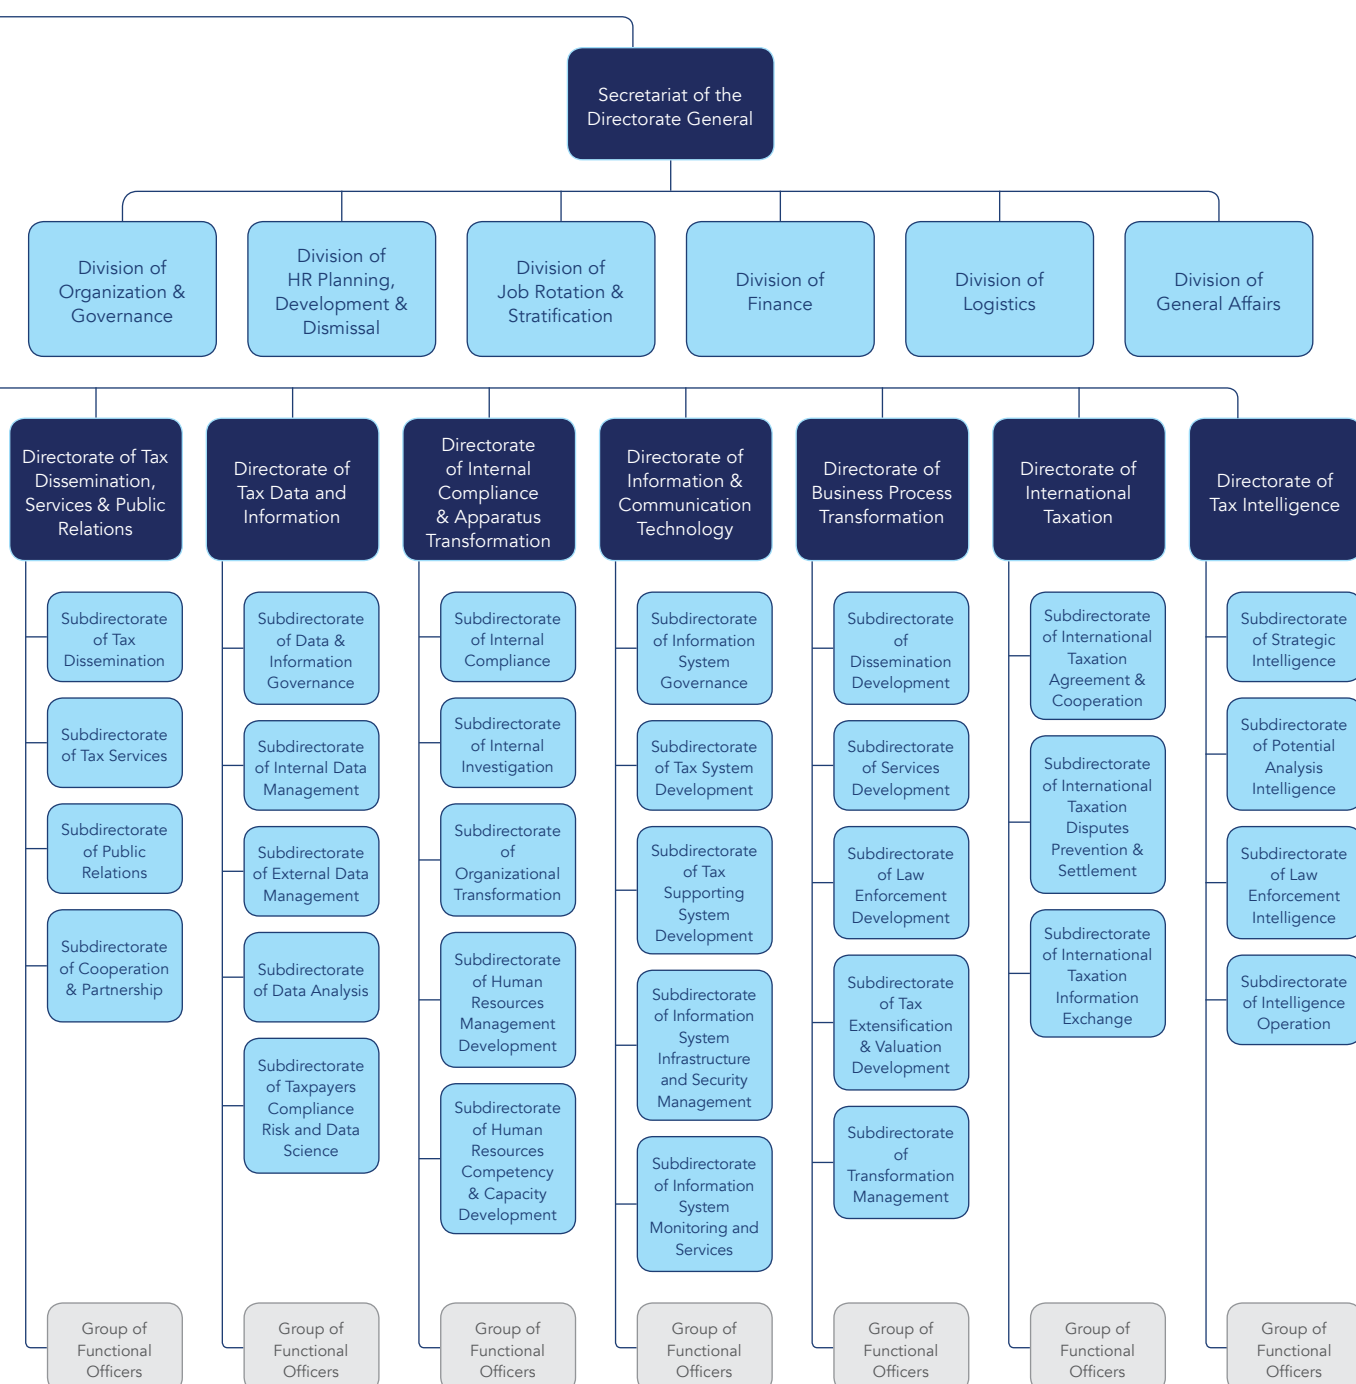 Secretariat of the
Directorate General
Division of
Organization &
Governance
Division of
HR Planning,
Development &
Dismissal
Division of
Job Rotation &
Stratification
Division of
Finance
Division of
Logistics
Division of
General Affairs
Directorate of Tax
Dissemination,
Services & Public
Relations
Directorate of
Tax Data and
Information
Directorate
of Internal
Compliance
& Apparatus
Transformation
Directorate of
Information &
Communication
Technology
Directorate of
Business Process
Transformation
Directorate of
International
Taxation
Directorate of
Tax Intelligence
Subdirectorate
of Tax
Dissemination
Subdirectorate
of Tax Services
Subdirectorate
of Public
Relations
Subdirectorate
of Cooperation
& Partnership
Group of
Functional
Officers
Subdirectorate
of Data &
Information
Governance
Subdirectorate
of Internal Data
Management
Subdirectorate
of External Data
Management
Subdirectorate
of Data Analysis
Subdirectorate
of Taxpayers
Compliance
Risk and Data
Science
Group of
Functional
Officers
Subdirectorate
of Internal
Compliance
Subdirectorate
of Internal
Investigation
Subdirectorate
of
Organizational
Transformation
Subdirectorate
of Human
Resources
Management
Development
Subdirectorate
of Human
Resources
Competency
& Capacity
Development
Group of
Functional
Officers
Subdirectorate
of Information
System
Governance
Subdirectorate
of Tax System
Development
Subdirectorate
of Tax
Supporting
System
Development
Subdirectorate
of Information
System
Infrastructure
and Security
Management
Subdirectorate
of Information
System
Monitoring and
Services
Group of
Functional
Officers
Subdirectorate
of
Dissemination
Development
Subdirectorate
of Services
Development
Subdirectorate
of Law
Enforcement
Development
Subdirectorate
of Tax
Extensification
& Valuation
Development
Subdirectorate
of
Transformation
Management
Group of
Functional
Officers
Subdirectorate
of International
Taxation
Agreement &
Cooperation
Subdirectorate
of International
Taxation
Disputes
Prevention &
Settlement
Subdirectorate
of International
Taxation
Information
Exchange
Group of
Functional
Officers
Subdirectorate
of Strategic
Intelligence
Subdirectorate
of Potential
Analysis
Intelligence
Subdirectorate
of Law
Enforcement
Intelligence
Subdirectorate
of Intelligence
Operation
Group of
Functional
Officers